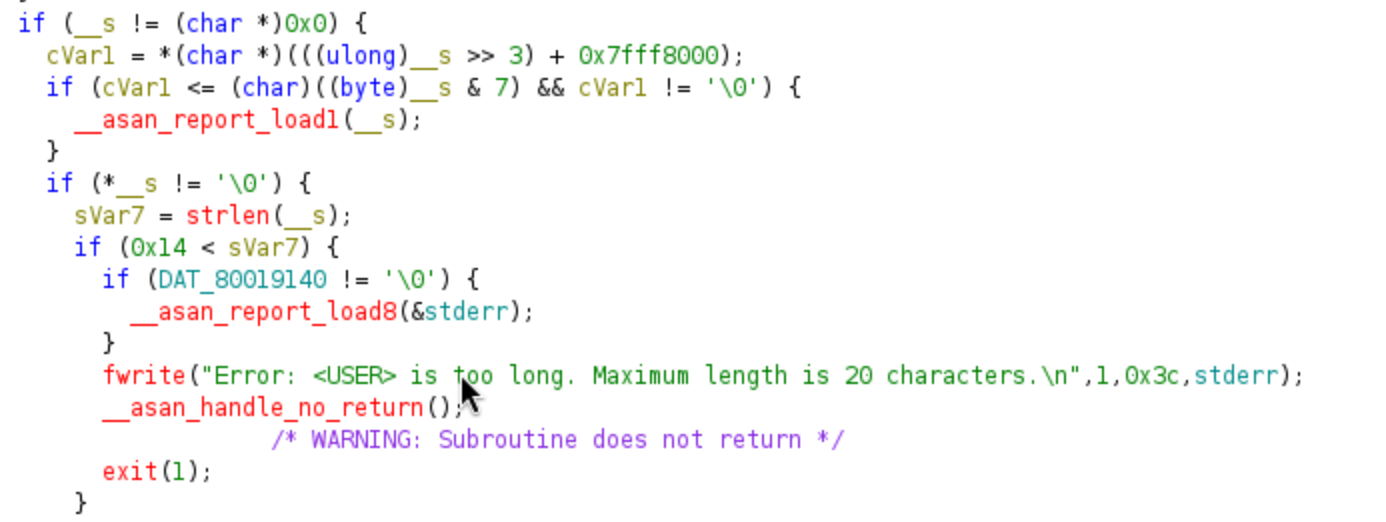 if (__s != (char *)0x0) {
cVar1 = *(char *)(((ulong)__s >> 3) + 0x7fff8000);
if (cVar1 <= (char)((byte)__s & 7) && cVar1 != '\0') {
__asan_report_load1(__s);
}
if (*__s != '\0') {
sVar7 = strlen(__s);
if (0x14 < sVar7) {
if (DAT_80019140 != '\0') {
__asan_report_load8(&stderr);
}
fwrite("Error: <USER> is too long. Maximum length is 20 characters.\n",1,0x3c,stderr);
__asan_handle_no_return();
/* WARNING: Subroutine does not return */
exit(1);
}